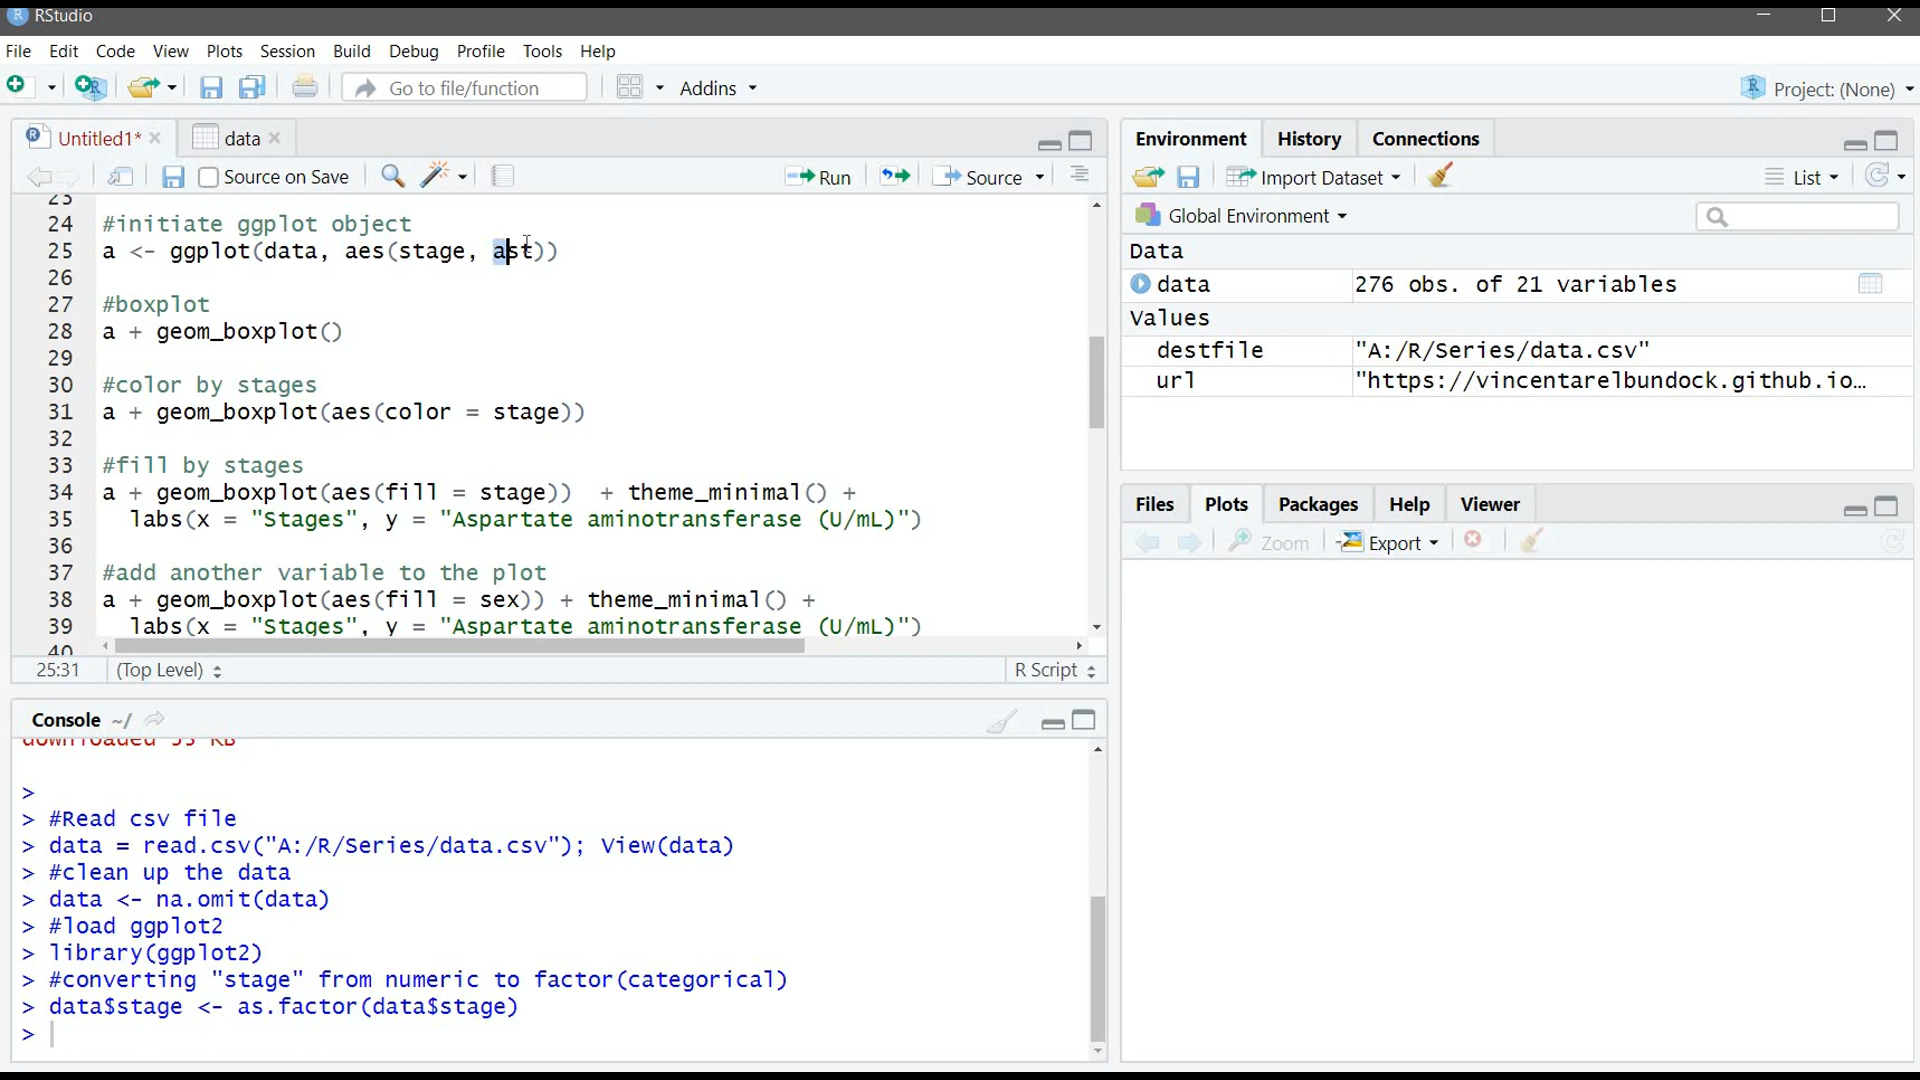 RStudio
File Edit Code View Plots Session Build Debug Profile Tools Help
Go to file/function Addins Project: (None)
Untitled1* data
Source on Save Run Source
23
24 #initiate ggplot object
25 a <- ggplot(data, aes(stage, ast))
26
27 #boxplot
28 a + geom_boxplot()
29
30 #color by stages
31 a + geom_boxplot(aes(color = stage))
32
33 #fill by stages
34 a + geom_boxplot(aes(fill = stage))  + theme_minimal() +
35 labs(x = "Stages", y = "Aspartate aminotransferase (U/mL)")
36
37 #add another variable to the plot
38 a + geom_boxplot(aes(fill = sex)) + theme_minimal() +
39 labs(x = "Stages", y = "Aspartate aminotransferase (U/mL)")
40
25:31 (Top Level) R Script
Console ~/
downloaded 53 KB
>
> #Read csv file
> data = read.csv("A:/R/Series/data.csv"); View(data)
> #clean up the data
> data <- na.omit(data)
> #load ggplot2
> library(ggplot2)
> #converting "stage" from numeric to factor(categorical)
> data$stage <- as.factor(data$stage)
>
Environment History Connections
Import Dataset List
Global Environment
Data
data 276 obs. of 21 variables
Values
destfile "A:/R/Series/data.csv"
url "https://vincentarelbundock.github.io…
Files Plots Packages Help Viewer
Zoom Export